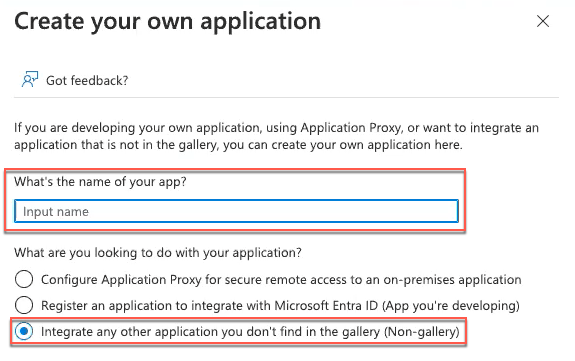 Create your own application
Got feedback?
If you are developing your own application, using Application Proxy, or want to integrate an
application that is not in the gallery, you can create your own application here.
What's the name of your app?
Input name
What are you looking to do with your application?
Configure Application Proxy for secure remote access to an on-premises application
Register an application to integrate with Microsoft Entra ID (App you're developing)
Integrate any other application you don't find in the gallery (Non-gallery)